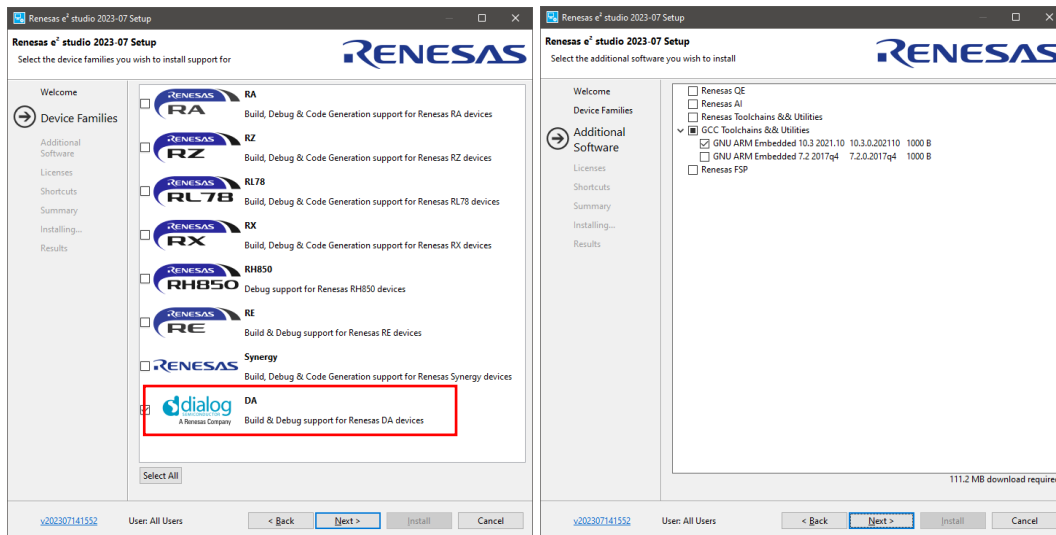 Renesas e² studio 2023-07 Setup
Renesas e² studio 2023-07 Setup
Select the device families you wish to install support for
RENESAS
Welcome
Device Families
Additional
Software
Licenses
Shortcuts
Summary
Installing...
Results
RENESAS
RA
RA
Build, Debug & Code Generation support for Renesas RA devices
RENESAS
RZ
RZ
Build, Debug & Code Generation support for Renesas RZ devices
RENESAS
RL78
RL78
Build, Debug & Code Generation support for Renesas RL78 devices
RENESAS
RX
RX
Build, Debug & Code Generation support for Renesas RX devices
RENESAS
RH850
RH850
Debug support for Renesas RH850 devices
RENESAS
RE
RE
Build & Debug support for Renesas RE devices
RENESAS
Synergy
Build, Debug & Code Generation support for Renesas Synergy devices
dialog
SEMICONDUCTOR
A Renesas Company
DA
Build & Debug support for Renesas DA devices
Select All
v202307141552
User: All Users
< Back
Next >
Install
Cancel
Renesas e² studio 2023-07 Setup
Renesas e² studio 2023-07 Setup
Select the additional software you wish to install
RENESAS
Welcome
Device Families
Additional
Software
Licenses
Shortcuts
Summary
Installing...
Results
Renesas QE
Renesas AI
Renesas Toolchains && Utilities
GCC Toolchains && Utilities
GNU ARM Embedded 10.3 2021.10 10.3.0.202110 1000 B
GNU ARM Embedded 7.2 2017q4 7.2.0.2017q4 1000 B
Renesas FSP
111.2 MB download required
v202307141552
User: All Users
< Back
Next >
Install
Cancel